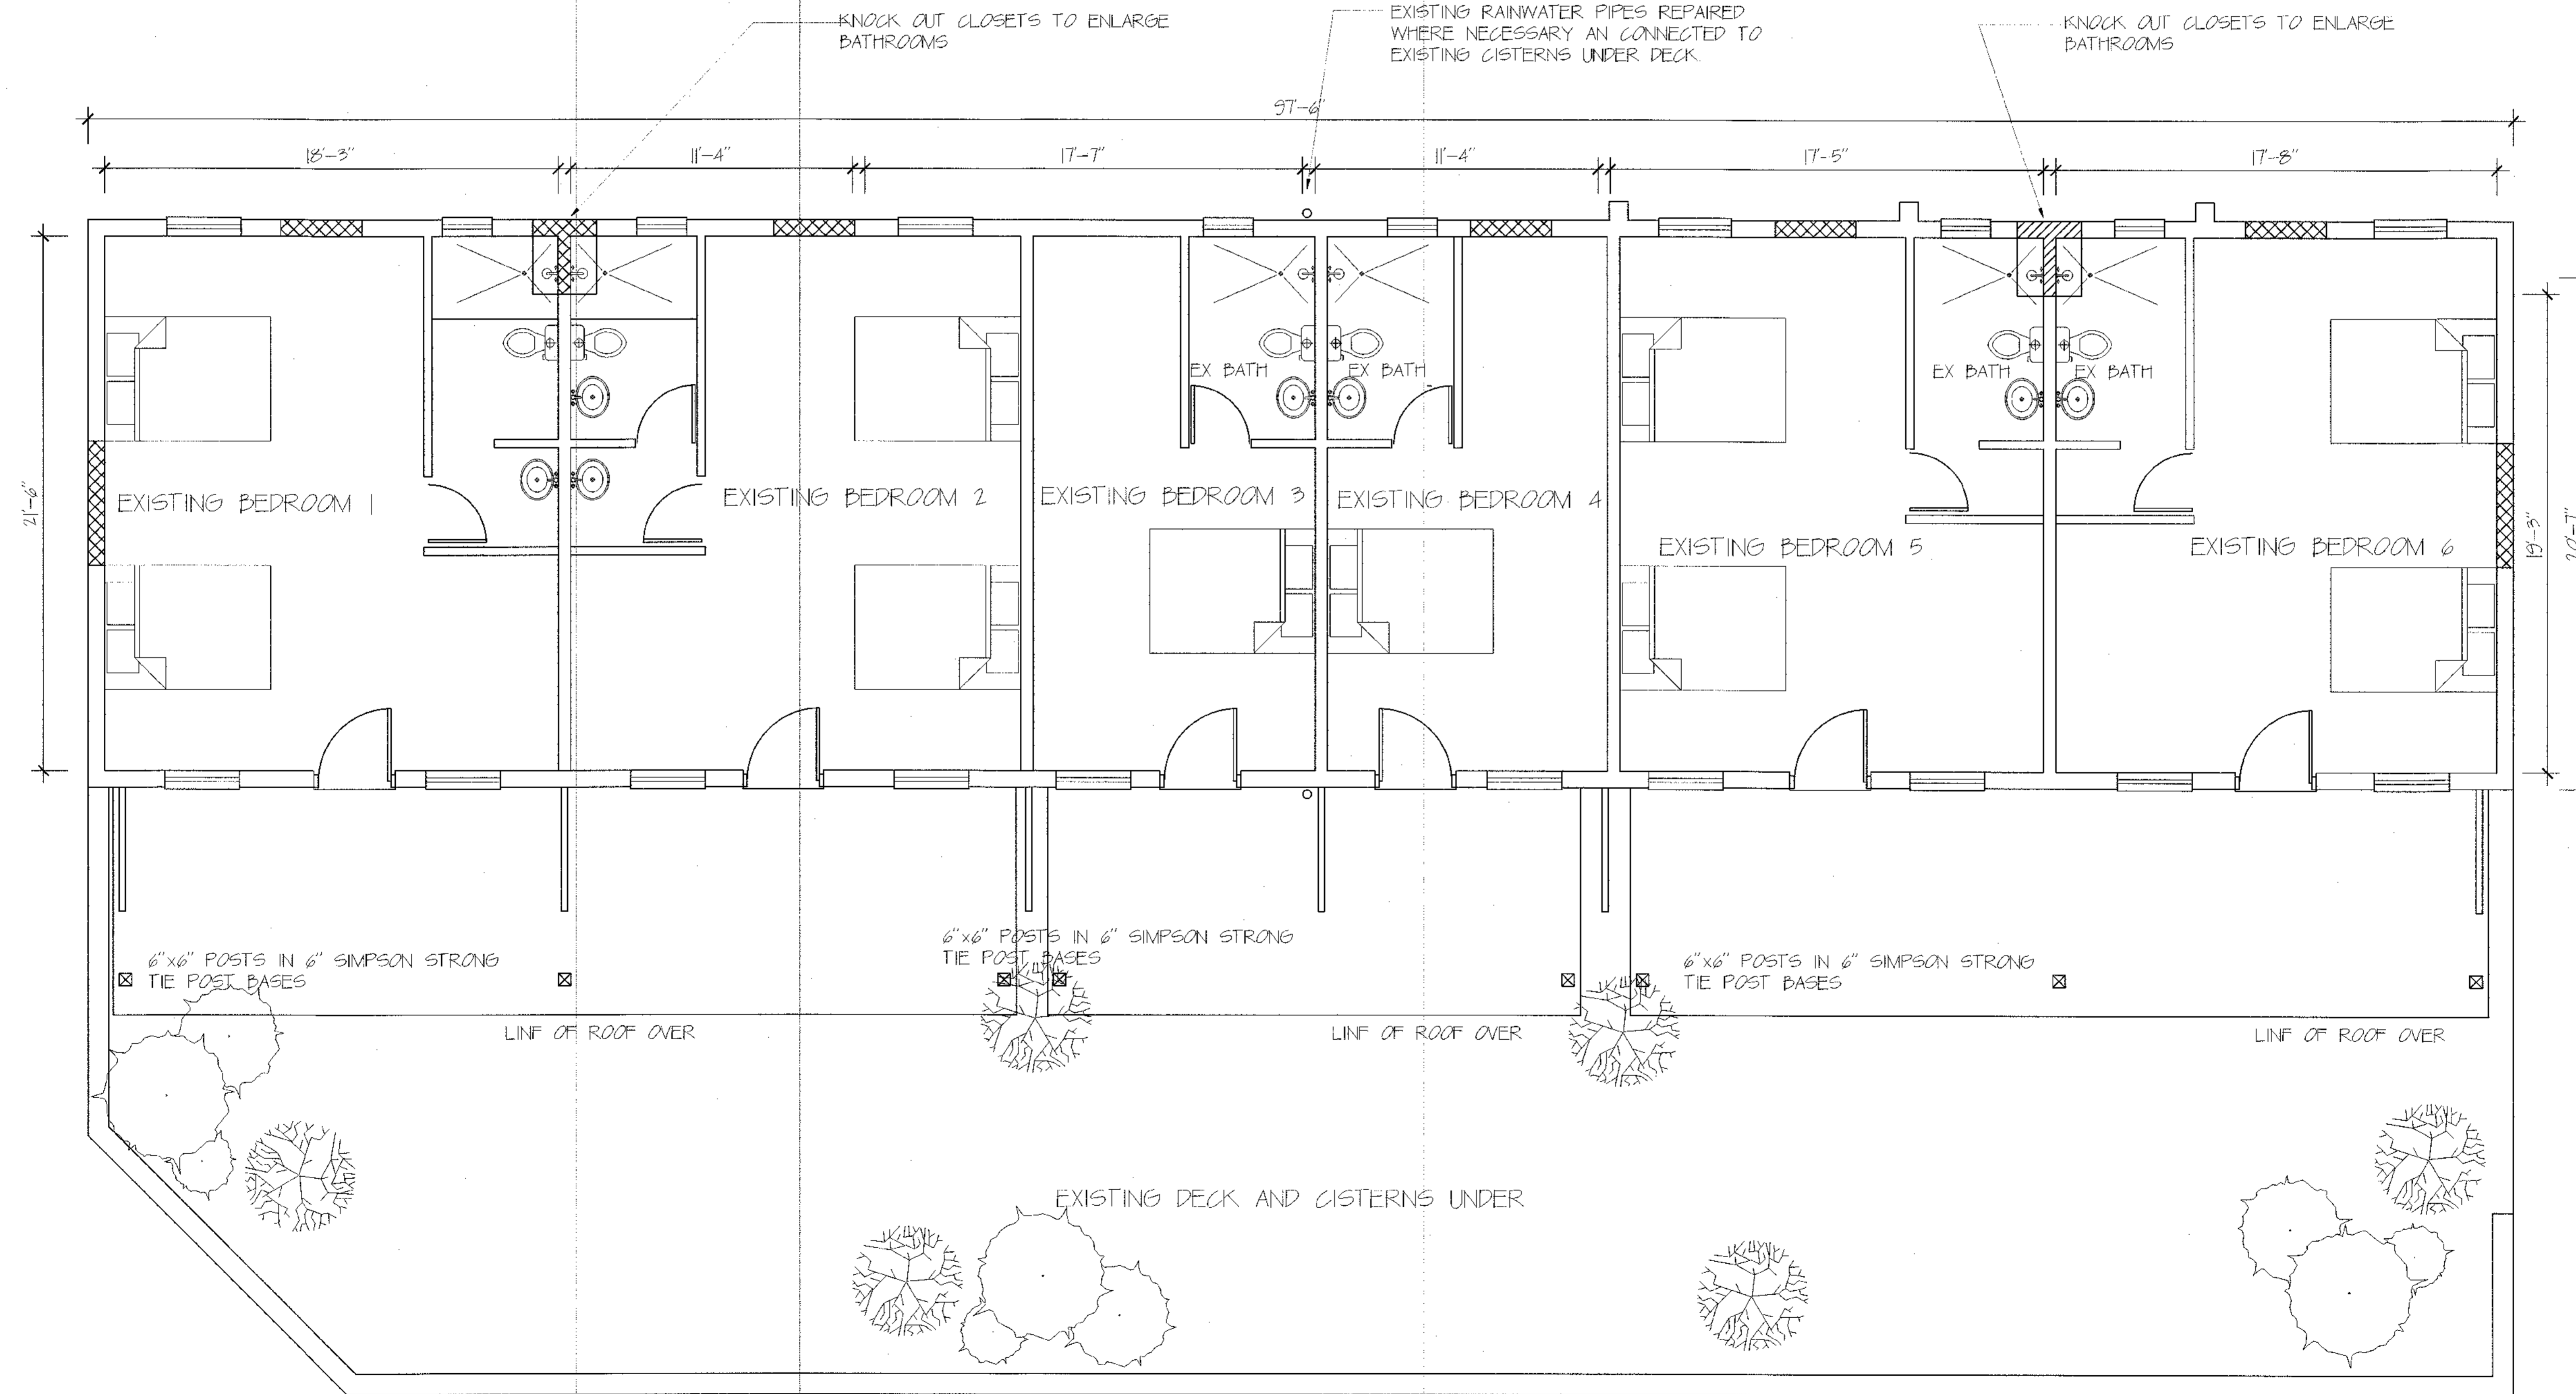 KNOCK OUT CLOSETS TO ENLARGE
BATHROOMS
EXISTING RAINWATER PIPES REPAIRED
WHERE NECESSARY AN CONNECTED TO
EXISTING CISTERNS UNDER DECK.
KNOCK OUT CLOSETS TO ENLARGE
BATHROOMS
97'-6"
18'-3"
11'-4"
17'-7"
11'-4"
17'-5"
17'-8"
EX BATH
EX BATH
EX BATH
EX BATH
21'-6"
EXISTING BEDROOM 1
EXISTING BEDROOM 2
EXISTING BEDROOM 3
EXISTING BEDROOM 4
EXISTING BEDROOM 5
EXISTING BEDROOM 6
19'-3"
20'-7"
6"x6" POSTS IN 6" SIMPSON STRONG
TIE POST BASES
6"x6" POSTS IN 6" SIMPSON STRONG
TIE POST BASES
6"x6" POSTS IN 6" SIMPSON STRONG
TIE POST BASES
LINF OF ROOF OVER
LINF OF ROOF OVER
LINF OF ROOF OVER
EXISTING DECK AND CISTERNS UNDER